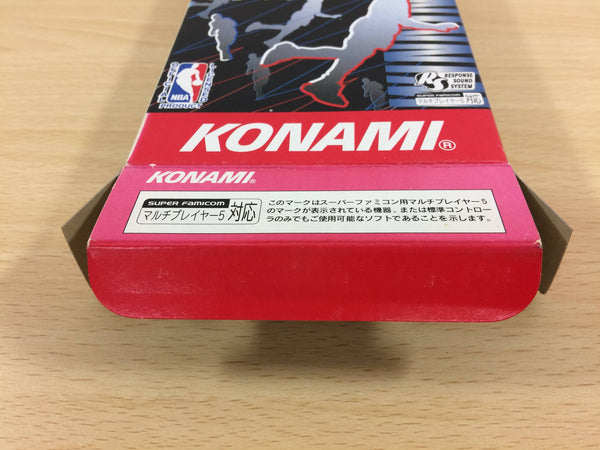 OFFICIAL LICENSED
NBA
PRODUCT
RS RESPONSE
SOUND
SYSTEM
SUPER FAMICOM
マルチプレイヤー5 対応
KONAMI®
KONAMI®
SUPER FAMICOM
マルチプレイヤー5 対応
このマークはスーパーファミコン用マルチプレイヤー5
のマークが表示されている機器、または標準コントロー
ラのみでもご使用可能なソフトであることを示します。